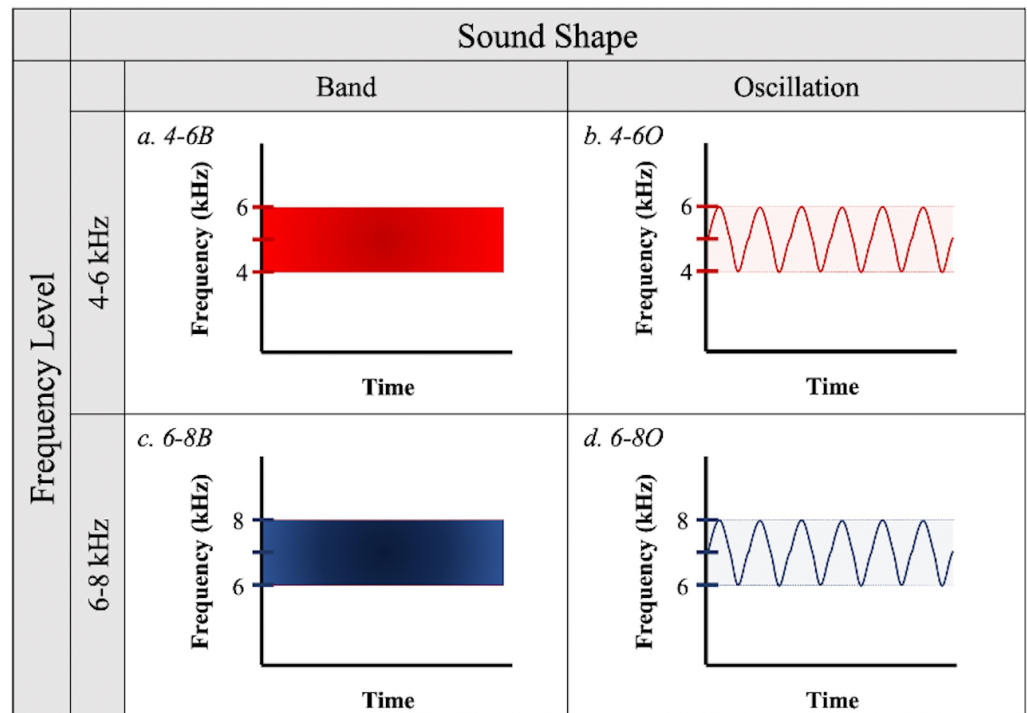 Sound Shape
Band
Oscillation
Frequency Level
4-6 kHz
a. 4-6B
Frequency (kHz)
6
4
Time
b. 4-6O
Frequency (kHz)
6
4
Time
6-8 kHz
c. 6-8B
Frequency (kHz)
8
6
Time
d. 6-8O
Frequency (kHz)
8
6
Time